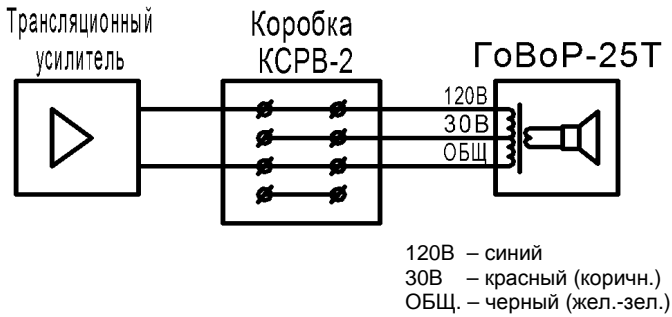 Трансляционный
усилитель
Коробка
КСРВ-2
ГоВоР-25Т
120В
30В
ОБЩ
120В – синий
30В – красный (коричн.)
ОБЩ. – черный (жел.-зел.)